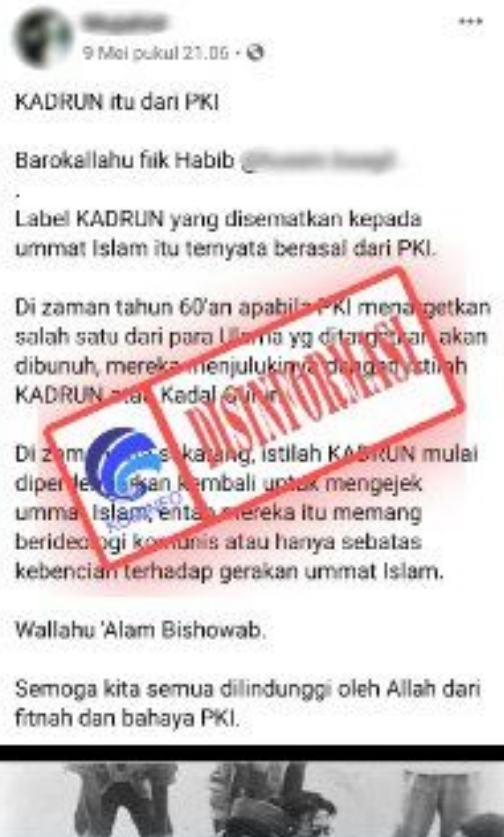 9 Mei pukul 21.06 ·
KADRUN itu dari PKI
Barokallahu fiik Habib
.
Label KADRUN yang disematkan kepada
ummat Islam itu ternyata berasal dari PKI.
Di zaman tahun 60'an apabila PKI menargetkan
salah satu dari para Ulama yg ditargetkan akan
dibunuh, mereka menjulukinya dengan istilah
KADRUN atau Kadal Gurun.
DISINFORMASI
KOMINFO
Di zaman sekarang, istilah KADRUN mulai
kembali untuk mengejek
ummat Islam, entah mereka itu memang
berideologi komunis atau hanya sebatas
kebencian terhadap gerakan ummat Islam.
Wallahu 'Alam Bishowab.
Semoga kita semua dilindunggi oleh Allah dari
fitnah dan bahaya PKI.